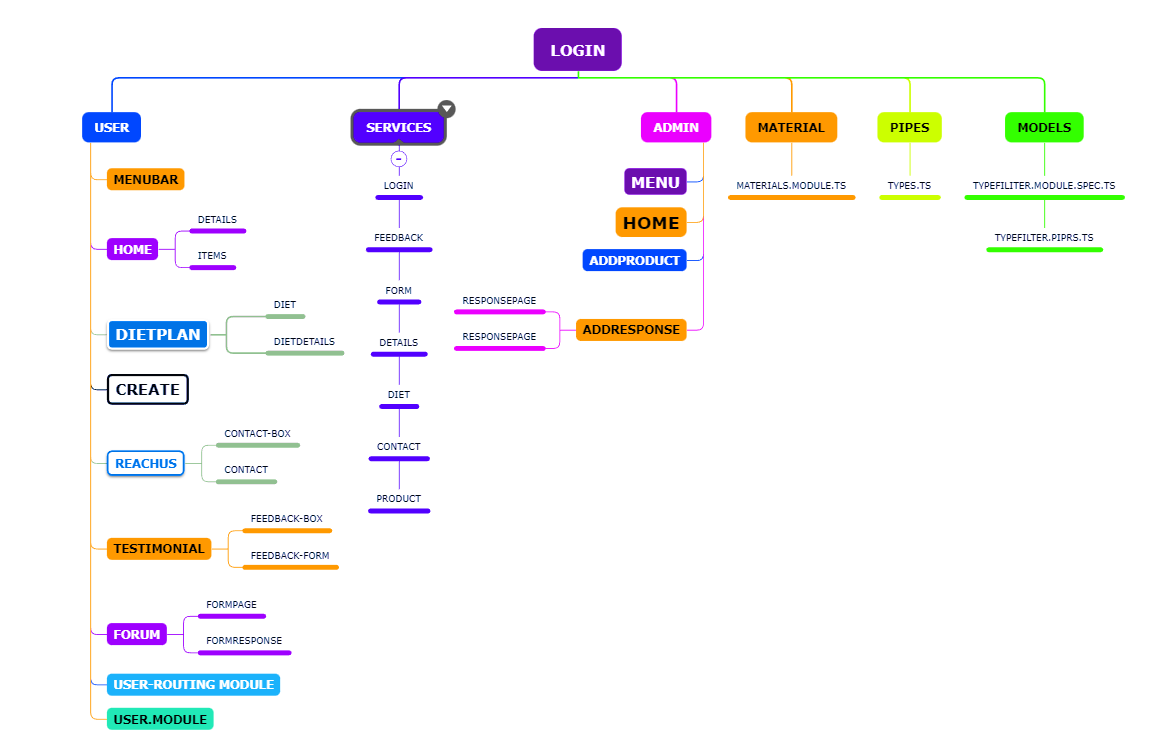 LOGIN
USER
SERVICES
ADMIN
MATERIAL
PIPES
MODELS
MENUBAR
HOME
DETAILS
ITEMS
DIETPLAN
DIET
DIETDETAILS
CREATE
REACHUS
CONTACT-BOX
CONTACT
TESTIMONIAL
FEEDBACK-BOX
FEEDBACK-FORM
FORUM
FORMPAGE
FORMRESPONSE
USER-ROUTING MODULE
USER.MODULE
-
LOGIN
FEEDBACK
FORM
DETAILS
DIET
CONTACT
PRODUCT
MENU
HOME
ADDPRODUCT
ADDRESPONSE
RESPONSEPAGE
RESPONSEPAGE
MATERIALS.MODULE.TS
TYPES.TS
TYPEFILITER.MODULE.SPEC.TS
TYPEFILTER.PIPRS.TS